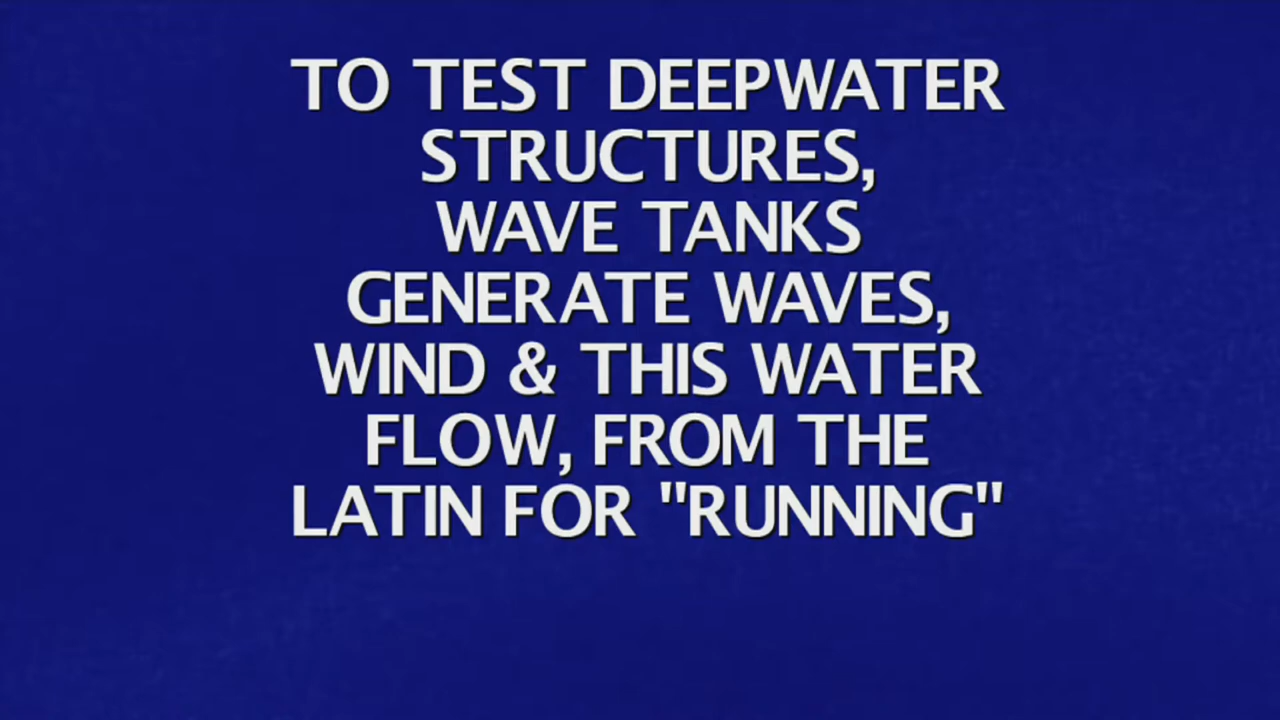 TO TEST DEEPWATER
STRUCTURES,
WAVE TANKS
GENERATE WAVES,
WIND & THIS WATER
FLOW, FROM THE
LATIN FOR "RUNNING"